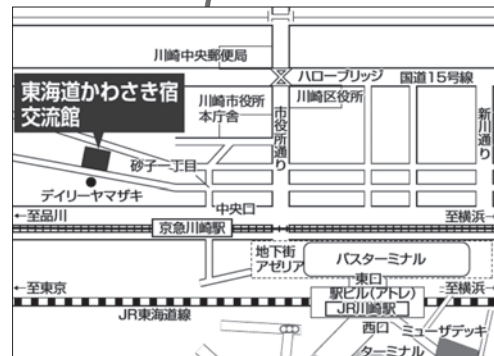 川崎中央郵便局
ハローブリッジ
国道15号線
東海道かわさき宿
交流館
川崎市役所
本庁舎
川崎区役所
市役所通り
新川通り
砂子一丁目
デイリーヤマザキ
中央口
←至品川
京急川崎駅
至横浜→
地下街
アゼリア
バスターミナル
東口
←至東京
駅ビル(アトレ)
至横浜→
JR川崎駅
JR東海道線
西口
ミューザデッキ
ターミナル